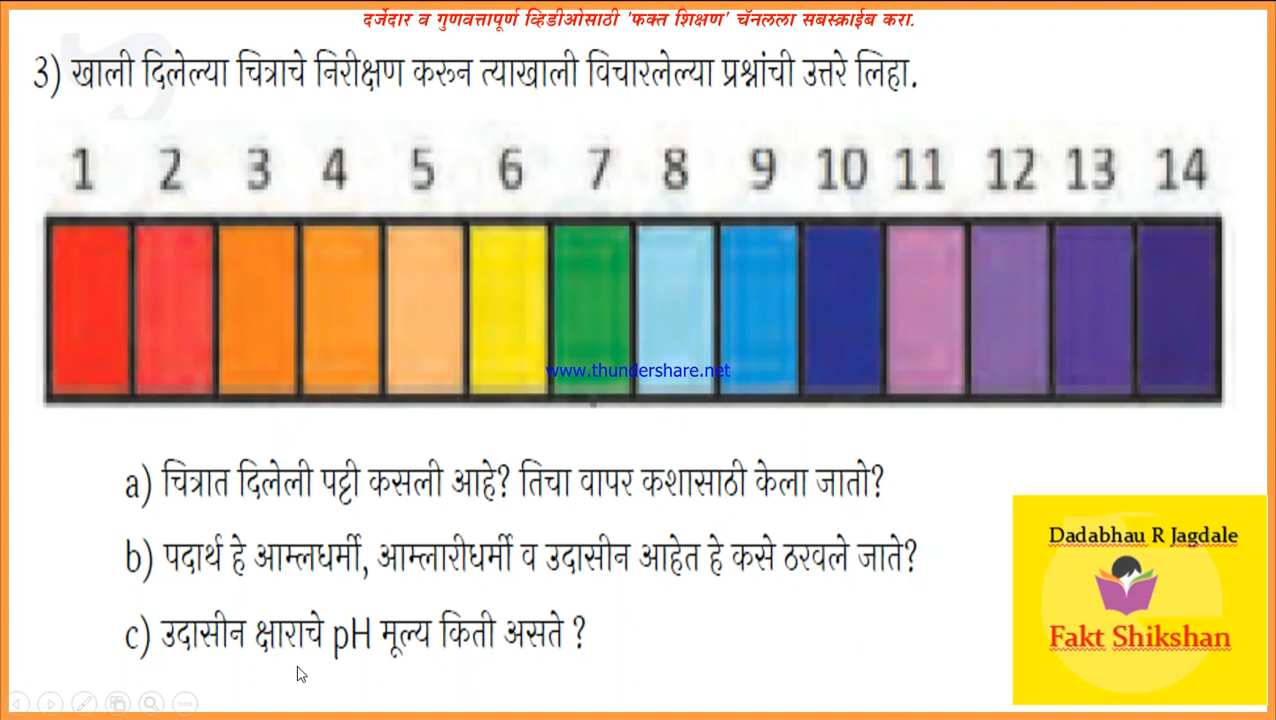 दर्जेदार व गुणवत्तापूर्ण व्हिडीओसाठी 'फक्त शिक्षण' चॅनलला सबस्क्राईब करा.
3) खाली दिलेल्या चित्राचे निरीक्षण करून त्याखाली विचारलेल्या प्रश्नांची उत्तरे लिहा.
1 2 3 4 5 6 7 8 9 10 11 12 13 14
www.thundershare.net
a) चित्रात दिलेली पट्टी कसली आहे? तिचा वापर कशासाठी केला जातो?
b) पदार्थ हे आम्लधर्मी, आम्लारीधर्मी व उदासीन आहेत हे कसे ठरवले जाते?
c) उदासीन क्षाराचे pH मूल्य किती असते ?
Dadabhau R Jagdale
Fakt Shikshan